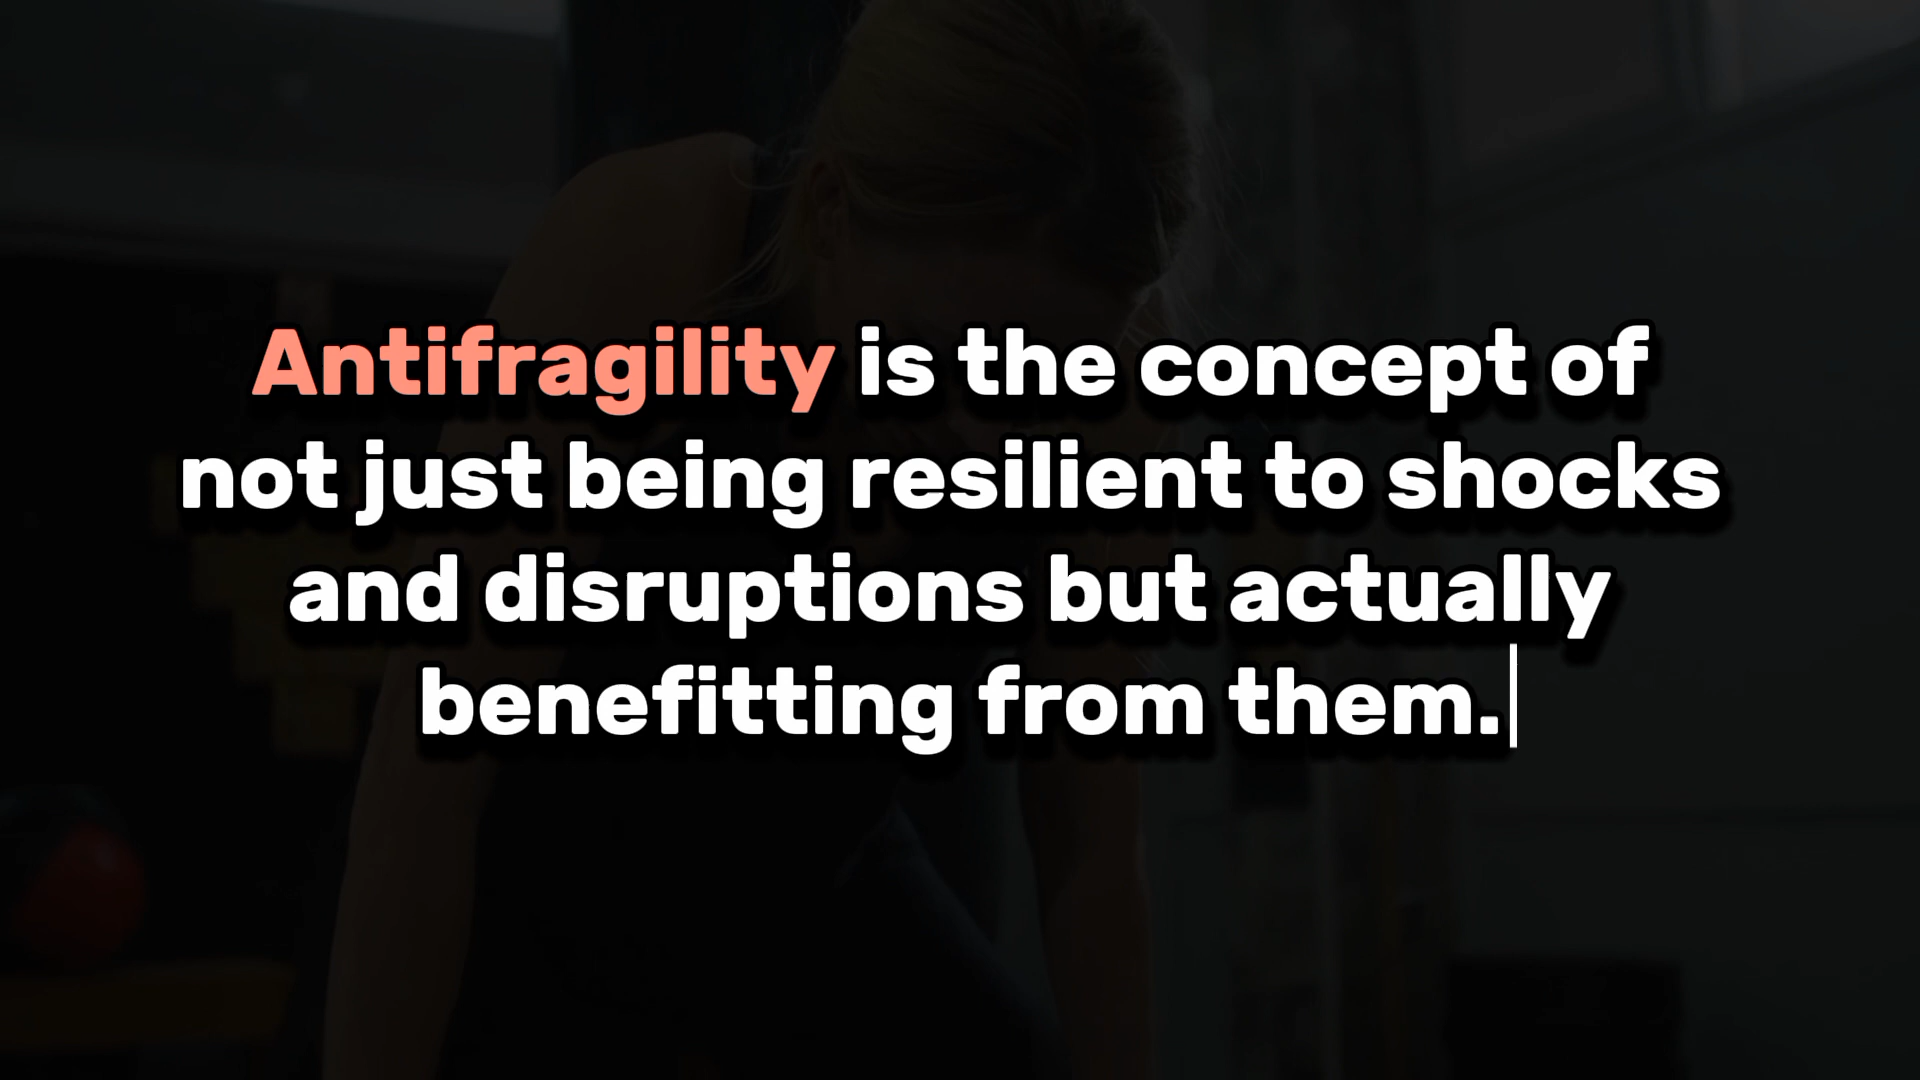 Antifragility is the concept of
not just being resilient to shocks
and disruptions but actually
benefitting from them.